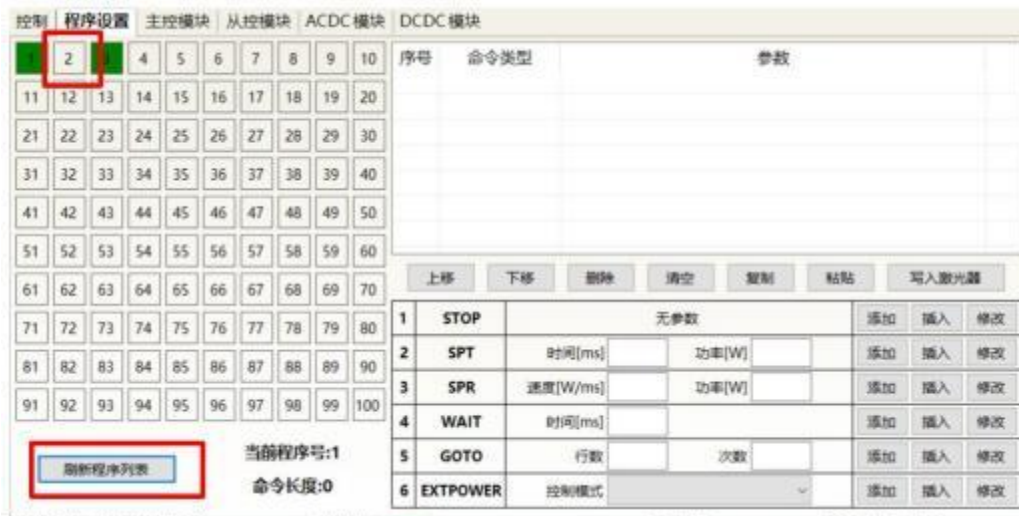 控制 程序设置 主控模块 从控模块 ACDC模块 DCDC模块
1 2 3 4 5 6 7 8 9 10
11 12 13 14 15 16 17 18 19 20
21 22 23 24 25 26 27 28 29 30
31 32 33 34 35 36 37 38 39 40
41 42 43 44 45 46 47 48 49 50
51 52 53 54 55 56 57 58 59 60
61 62 63 64 65 66 67 68 69 70
71 72 73 74 75 76 77 78 79 80
81 82 83 84 85 86 87 88 89 90
91 92 93 94 95 96 97 98 99 100
刷新程序列表
当前程序号:1
命令长度:0
序号 命令类型 参数
上移 下移 删除 清空 复制 粘贴 写入激光器
1 STOP 无参数 添加 插入 修改
2 SPT 时间[ms] 功率[W] 添加 插入 修改
3 SPR 速度[W/ms] 功率[W] 添加 插入 修改
4 WAIT 时间[ms] 添加 插入 修改
5 GOTO 行数 次数 添加 插入 修改
6 EXTPOWER 控制模式 添加 插入 修改